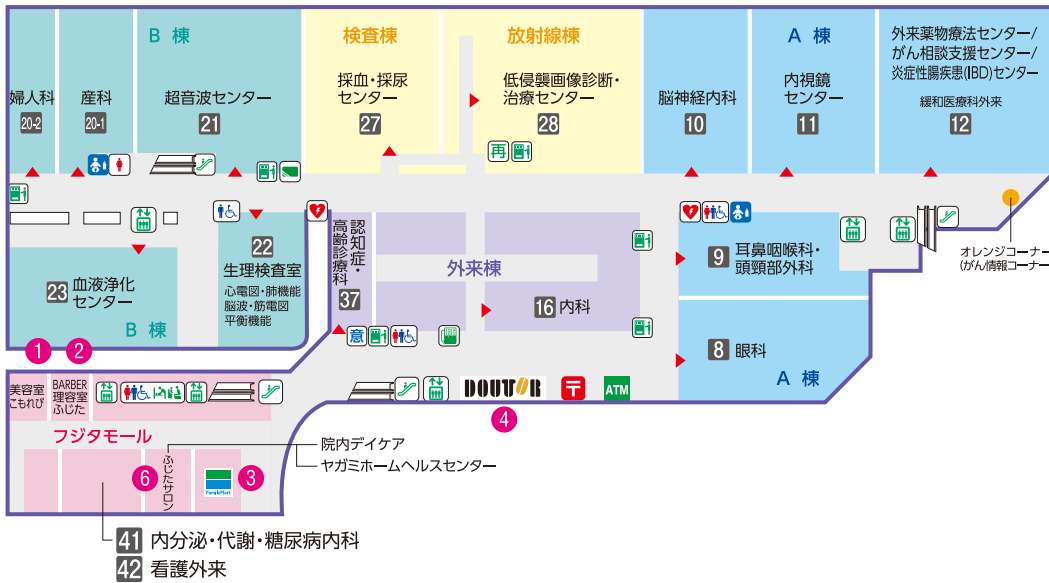 B 棟
検査棟
放射線棟
A 棟
外来薬物療法センター/
がん相談支援センター/
炎症性腸疾患(IBD)センター
緩和医療科外来
12
婦人科
20-2
産科
20-1
超音波センター
21
採血・採尿
センター
27
低侵襲画像診断・
治療センター
28
脳神経内科
10
内視鏡
センター
11
再
オレンジコーナー
(がん情報コーナー)
22
生理検査室
心電図・肺機能
脳波・筋電図
平衡機能
23 血液浄化
センター
B 棟
認知症・
高齢診療科
37
外来棟
16 内科
9 耳鼻咽喉科・
頭頸部外科
8 眼科
A 棟
意
1
2
美容室
こもれび
BARBER
理容室
ふじた
DOUTOR
〒
ATM
4
フジタモール
6
ふじたサロン
FamilyMart
3
院内デイケア
ヤガミホームヘルスセンター
41 内分泌・代謝・糖尿病内科
42 看護外来